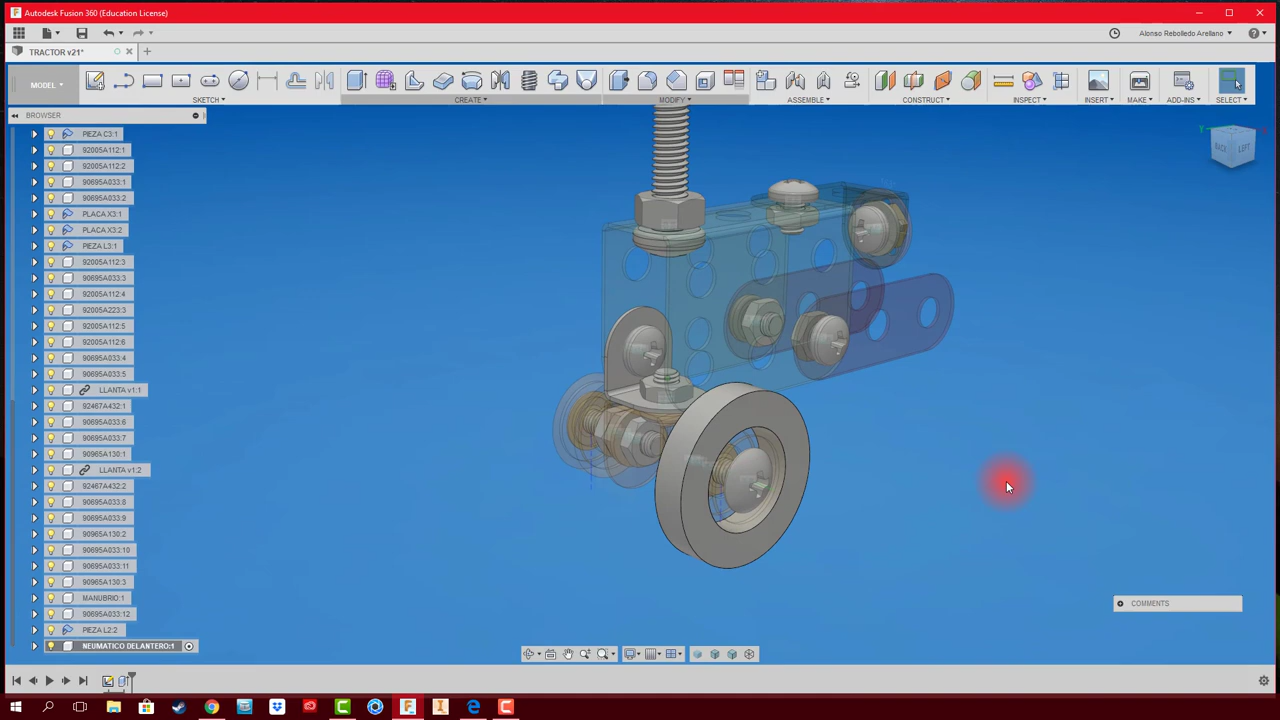 Autodesk Fusion 360 (Education License)
Alonso Rebolledo Arellano
TRACTOR v21*
MODEL
SKETCH
CREATE
MODIFY
ASSEMBLE
CONSTRUCT
INSPECT
INSERT
MAKE
ADD-INS
SELECT
BROWSER
BACK
LEFT
PIEZA C3:1
92005A112:1
92005A112:2
90695A033:1
90695A033:2
PLACA X3:1
PLACA X3:2
PIEZA L3:1
92005A112:3
90695A033:3
92005A112:4
92005A223:3
92005A112:5
92005A112:6
90695A033:4
90695A033:5
LLANTA v1:1
92467A432:1
90695A033:6
90695A033:7
90965A130:1
LLANTA v1:2
92467A432:2
90695A033:8
90695A033:9
90965A130:2
90695A033:10
90695A033:11
90965A130:3
MANUBRIO:1
90695A033:12
PIEZA L2:2
NEUMATICO DELANTERO:1
COMMENTS